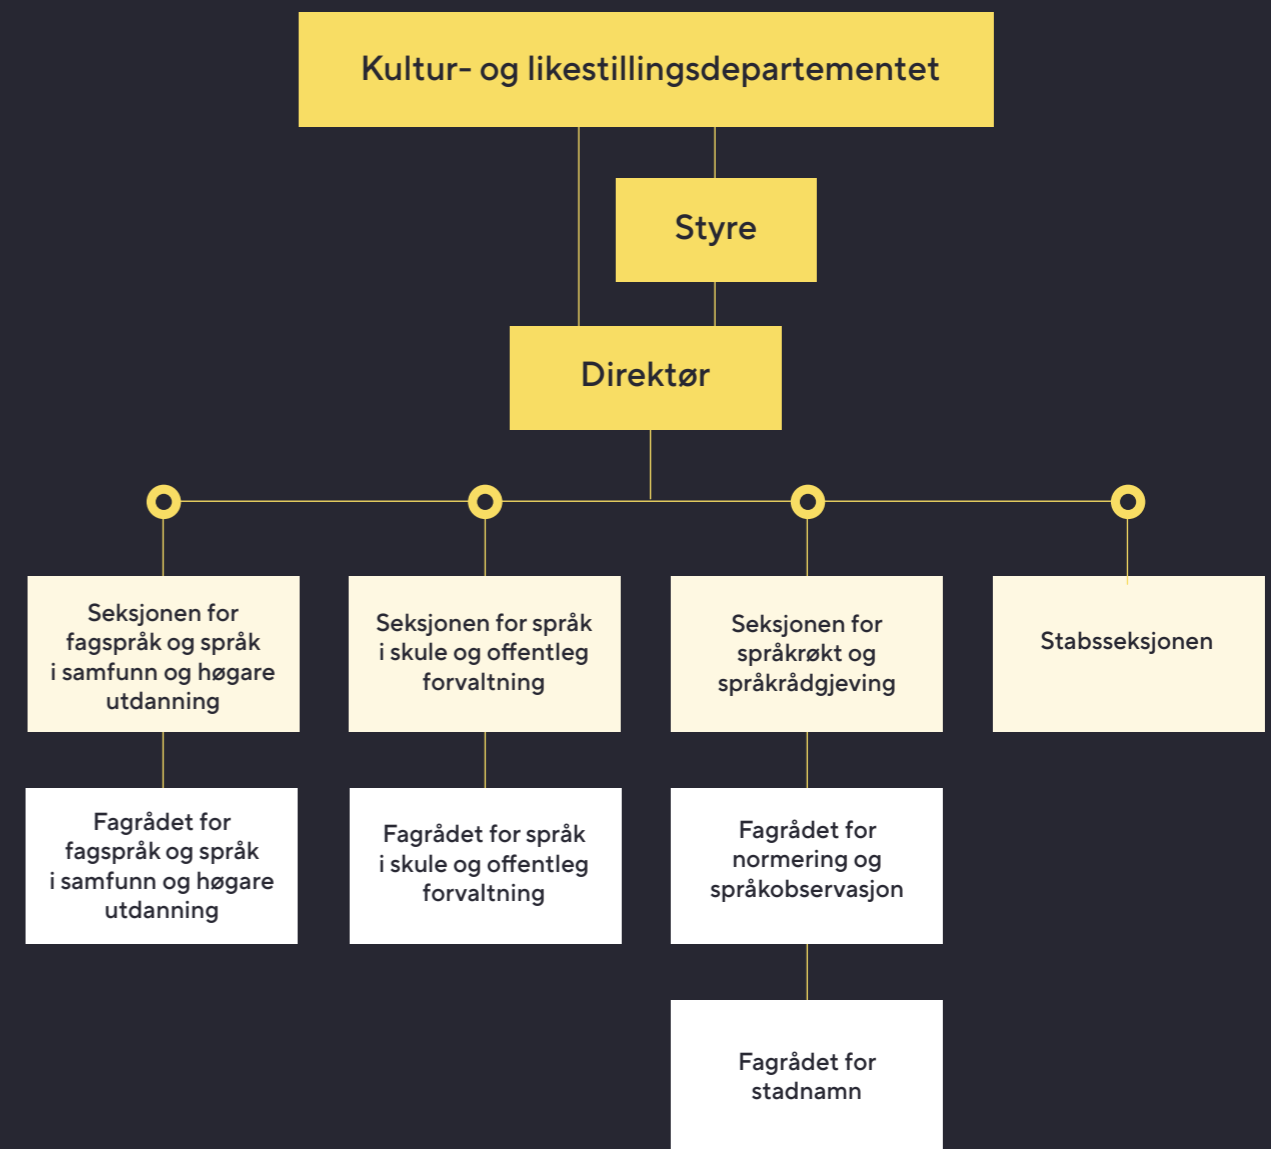 Kultur- og likestillingsdepartementet
Styre
Direktør
Seksjonen for
fagspråk og språk
i samfunn og høgare
utdanning
Seksjonen for språk
i skule og offentleg
forvaltning
Seksjonen for
språkrøkt og
språkrådgjeving
Stabsseksjonen
Fagrådet for
fagspråk og språk
i samfunn og høgare
utdanning
Fagrådet for språk
i skule og offentleg
forvaltning
Fagrådet for
normering og
språkobservasjon
Fagrådet for
stadnamn